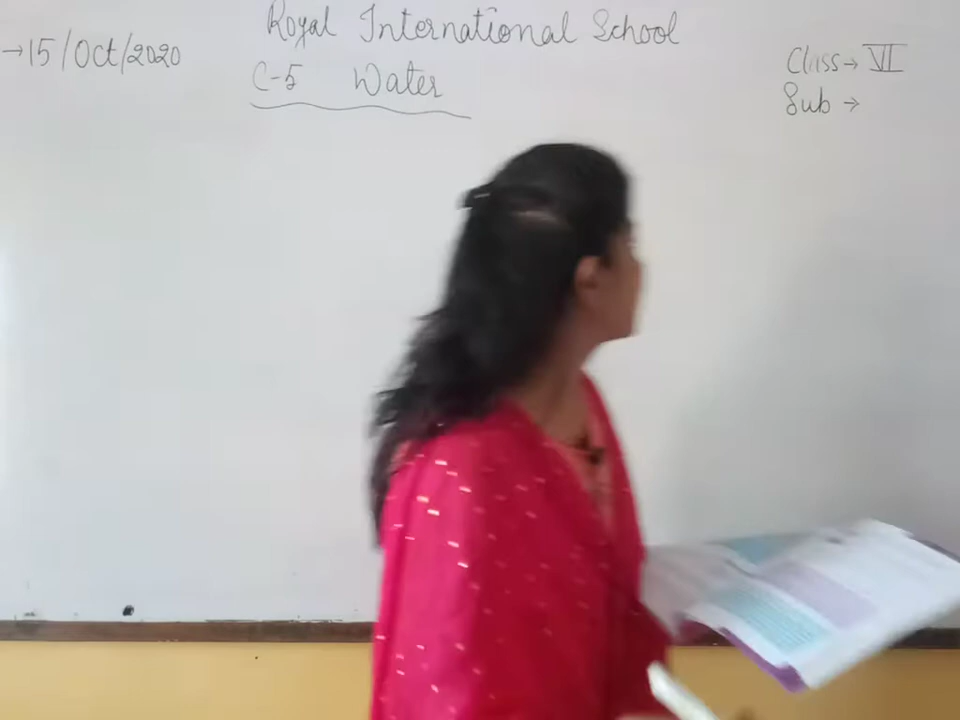 Royal International School
→15/Oct/2020
C-5 Water
Class→ VI
Sub →